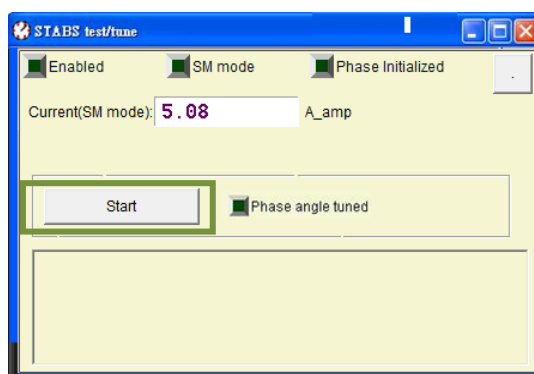 STABS test/tune
Enabled SM mode Phase Initialized .
Current(SM mode): 5.08 A_amp
Start Phase angle tuned